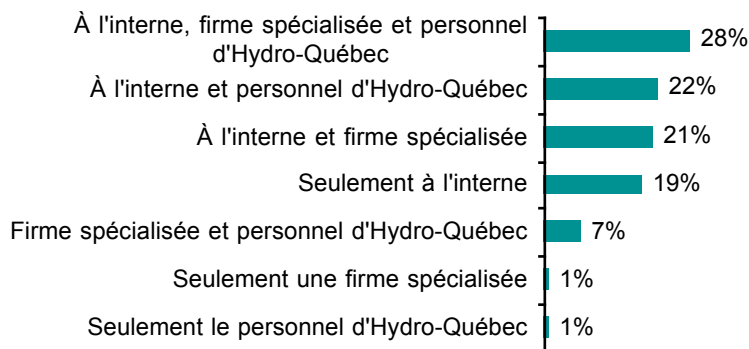 À l'interne, firme spécialisée et personnel
d'Hydro-Québec
28%
À l'interne et personnel d'Hydro-Québec
22%
À l'interne et firme spécialisée
21%
Seulement à l'interne
19%
Firme spécialisée et personnel d'Hydro-Québec
7%
Seulement une firme spécialisée
1%
Seulement le personnel d'Hydro-Québec
1%